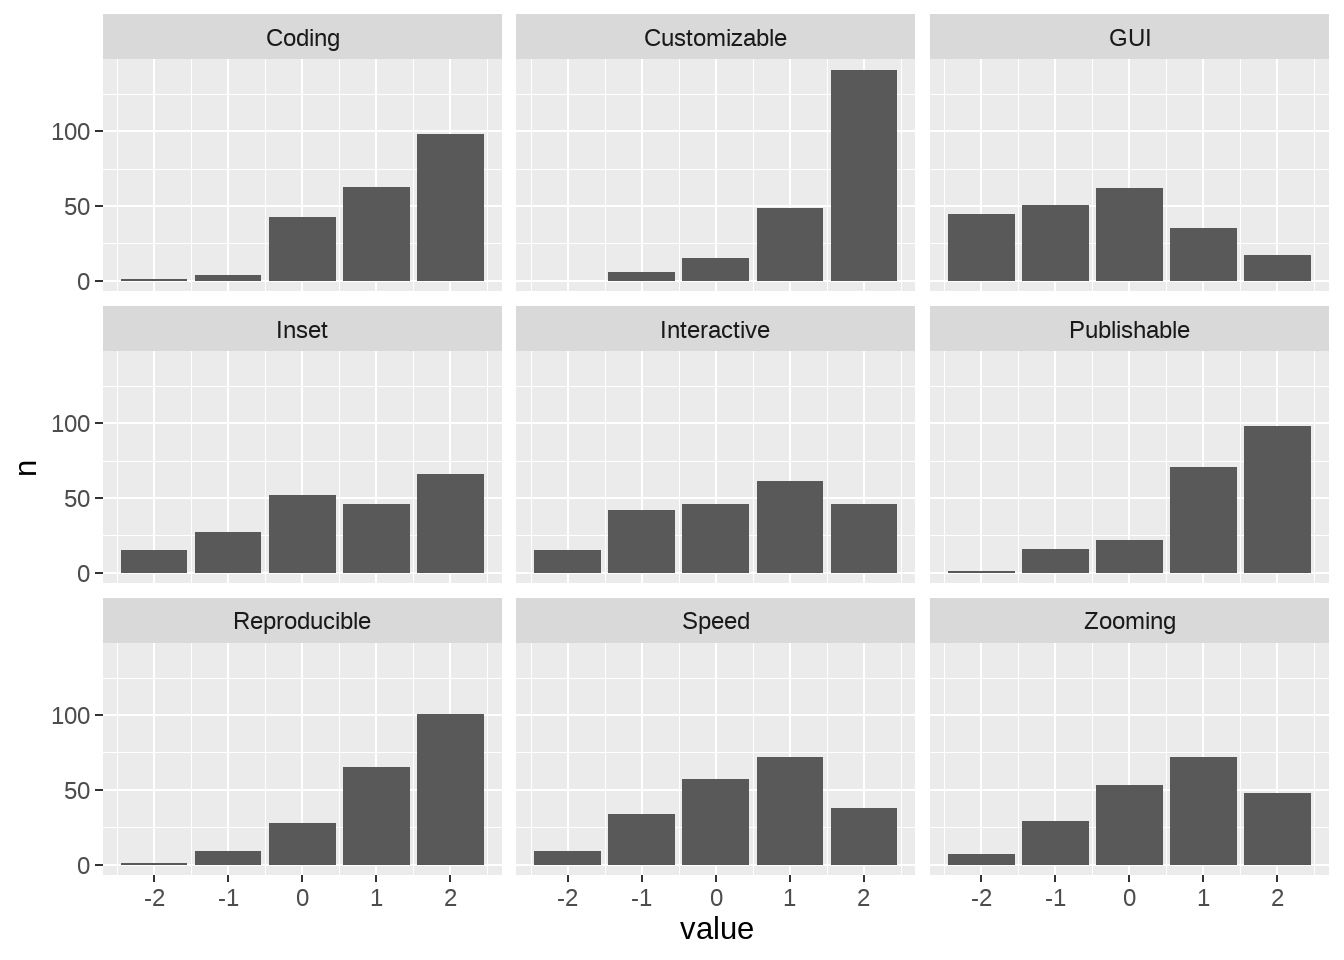 Coding
Customizable
GUI
100
50
0
Inset
Interactive
Publishable
100
50
0
n
Reproducible
Speed
Zooming
100
50
0
-2 -1 0 1 2
-2 -1 0 1 2
-2 -1 0 1 2
value